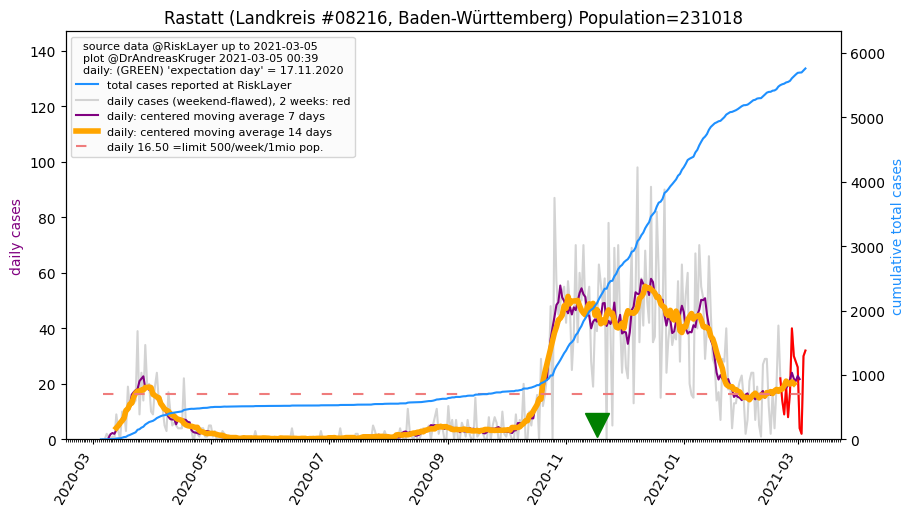 Rastatt (Landkreis #08216, Baden-Württemberg) Population=231018
source data @RiskLayer up to 2021-03-05
plot @DrAndreasKruger 2021-03-05 00:39
daily: (GREEN) 'expectation day' = 17.11.2020
total cases reported at RiskLayer
daily cases (weekend-flawed), 2 weeks: red
daily: centered moving average 7 days
daily: centered moving average 14 days
daily 16.50 =limit 500/week/1mio pop.
daily cases
140
120
100
80
60
40
20
0
cumulative total cases
6000
5000
4000
3000
2000
1000
0
2020-03
2020-05
2020-07
2020-09
2020-11
2021-01
2021-03